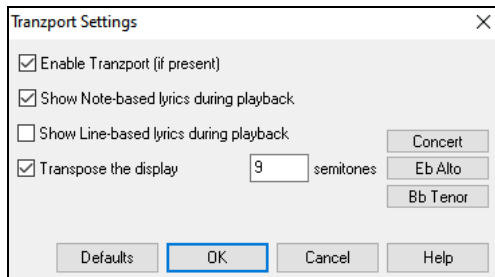 Tranzport Settings
Enable Tranzport (if present)
Show Note-based lyrics during playback
Show Line-based lyrics during playback
Concert
Transpose the display 9 semitones Eb Alto
Bb Tenor
Defaults OK Cancel Help